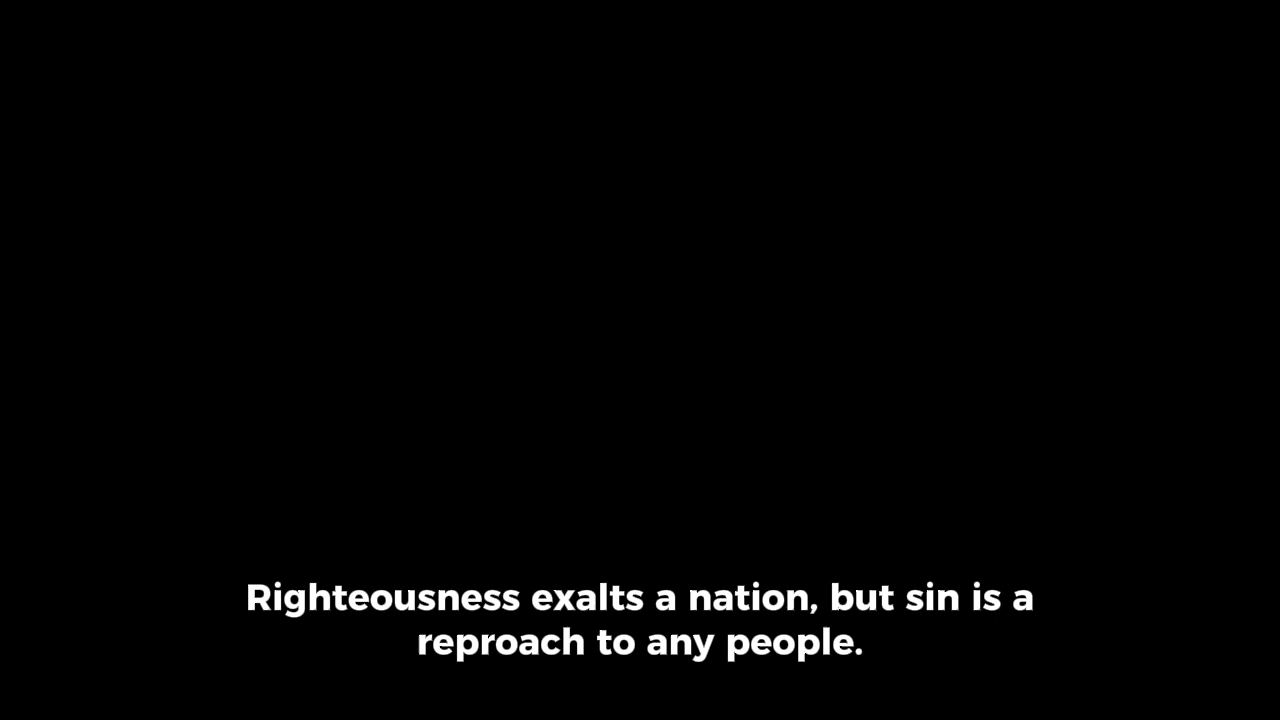 Righteousness exalts a nation, but sin is a
reproach to any people.